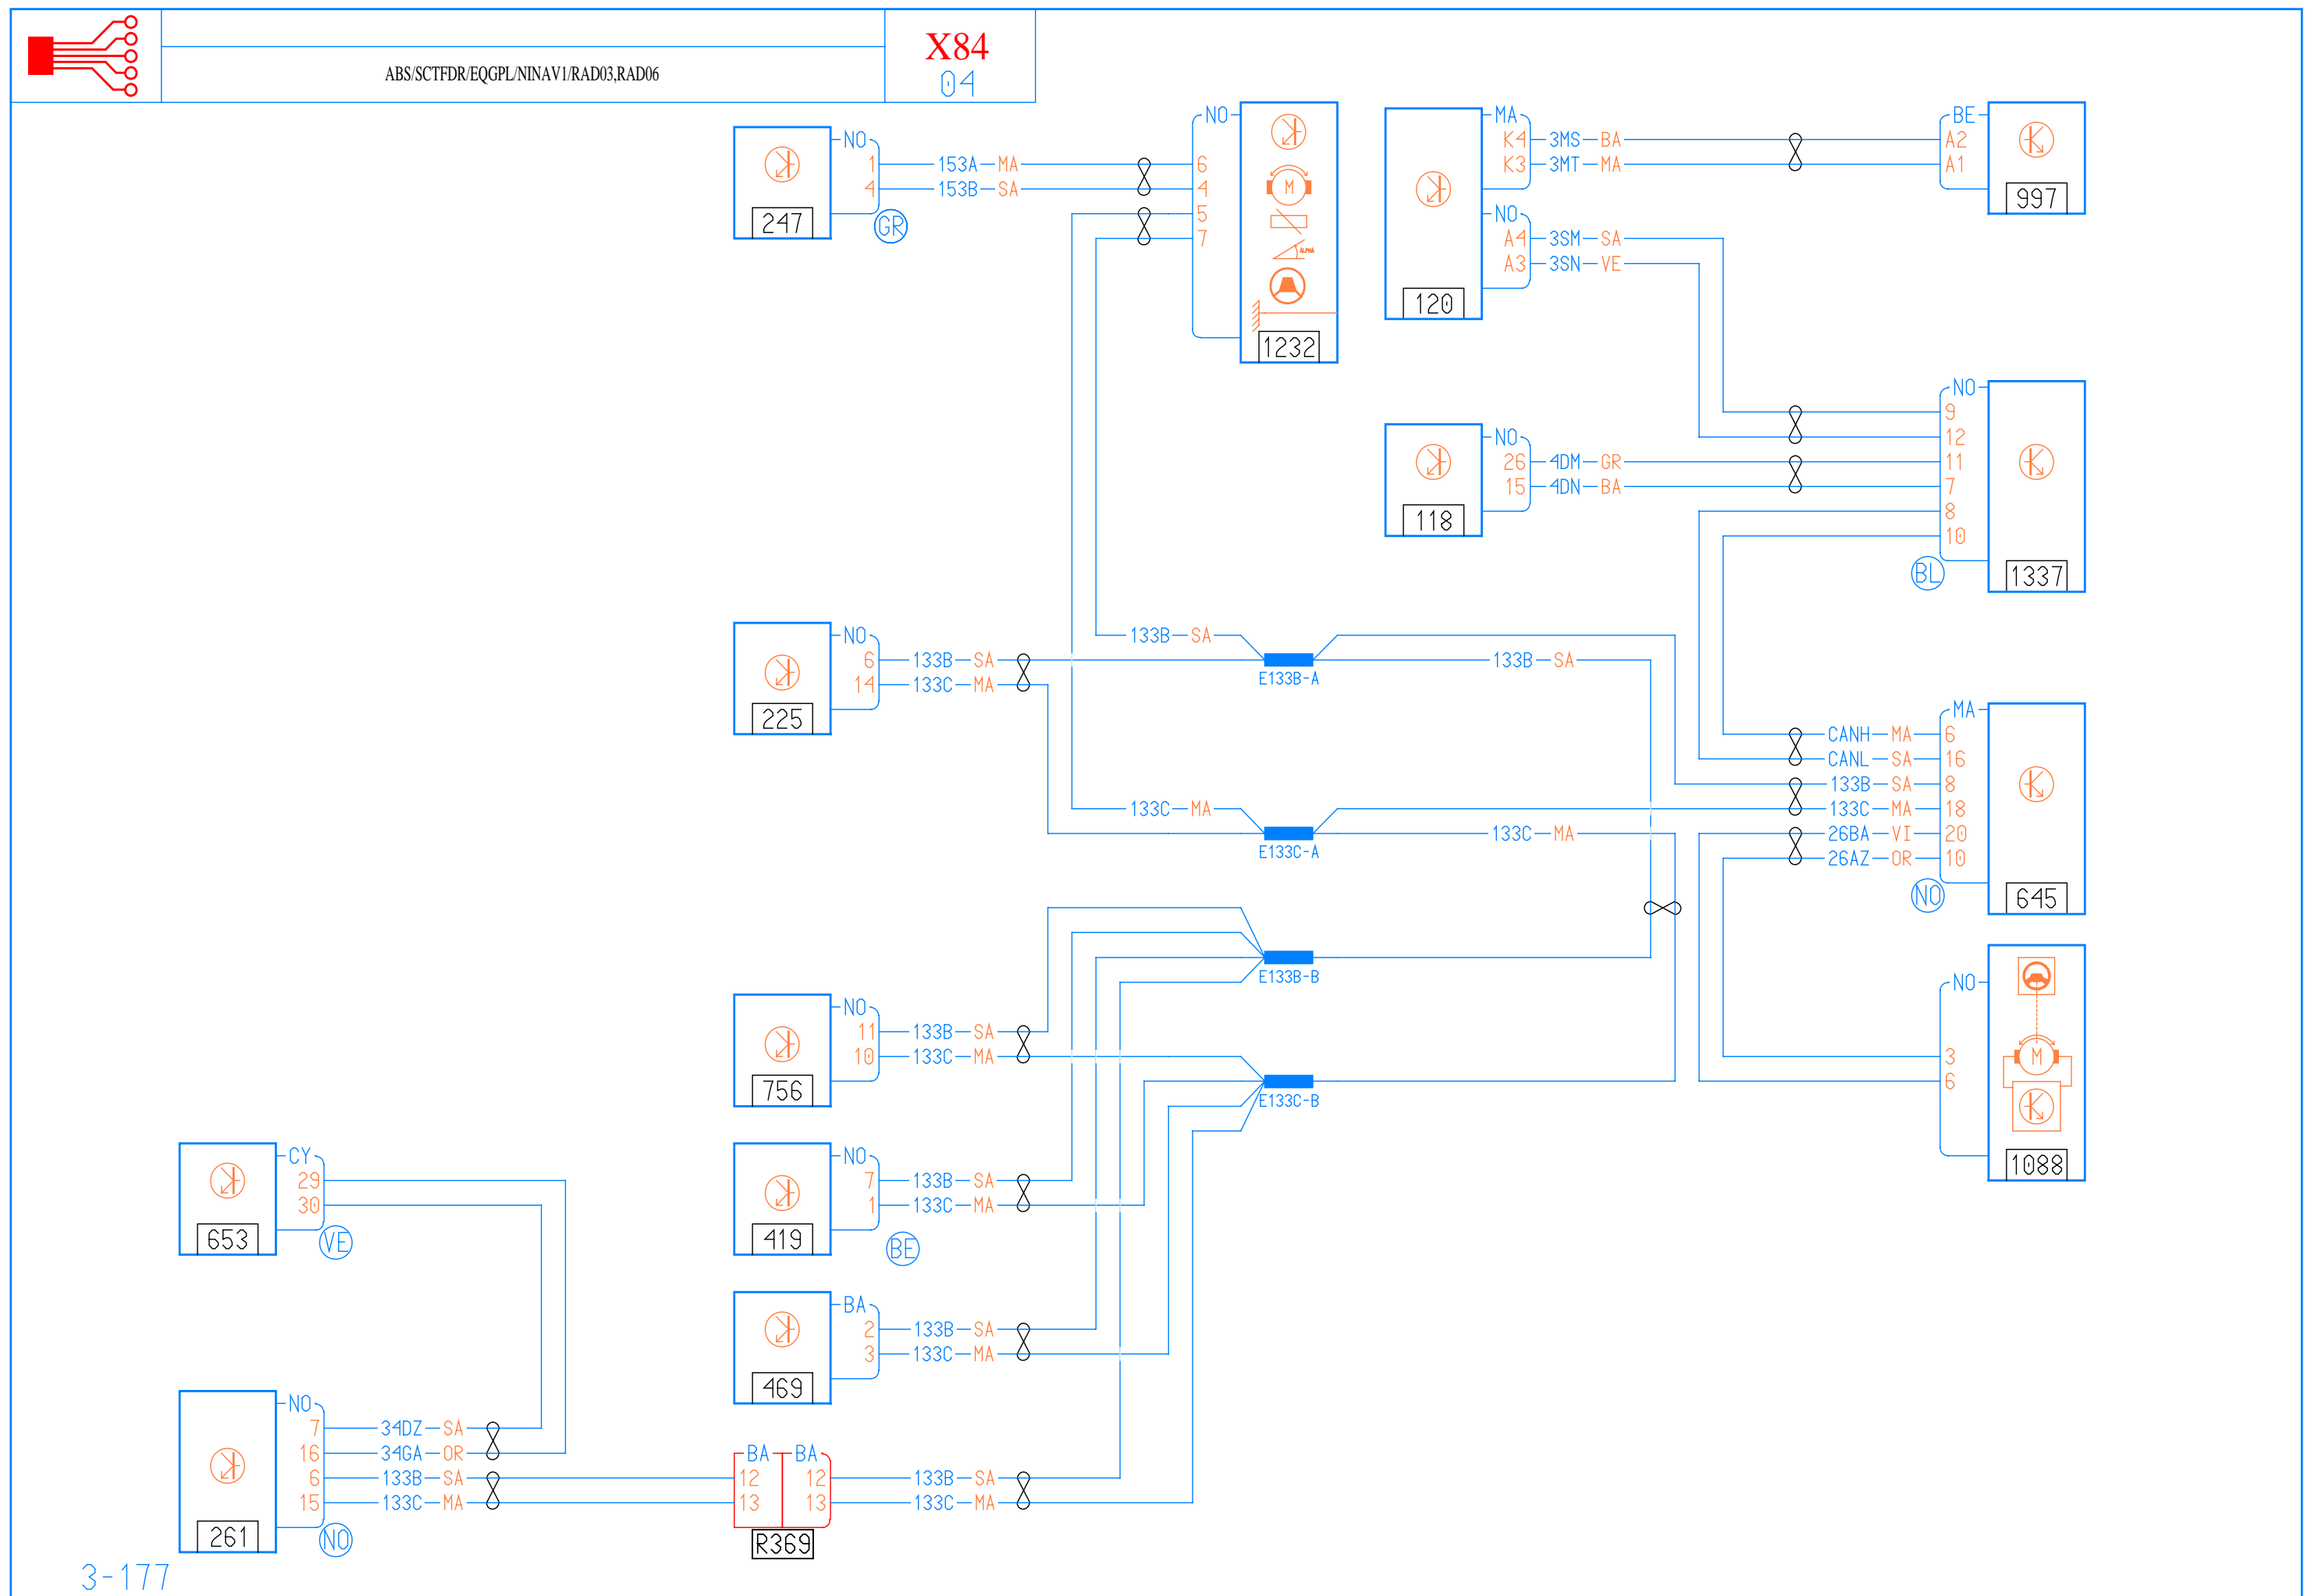 X84
ABS/SCTFDR/EQGPL/NINAV1/RAD03,RAD06
04
NO
1 153A MA
4 153B SA
247
GR
NO
6
4
5
7
M
ALPHA
1232
MA
K4 3MS BA
K3 3MT MA
NO
A4 3SM SA
A3 3SN VE
120
BE
A2
A1
997
NO
26 4DM GR
15 4DN BA
118
NO
9
12
11
7
8
10
1337
BL
NO
6 133B SA
14 133C MA
225
133B SA
E133B-A
133B SA
133C MA
E133C-A
133C MA
MA
CANH MA 6
CANL SA 16
133B SA 8
133C MA 18
26BA VI 20
26AZ OR 10
645
NO
E133B-B
E133C-B
NO
11 133B SA
10 133C MA
756
NO
3
6
M
1088
CY
29
30
653
VE
NO
7 133B SA
1 133C MA
419
BE
BA
2 133B SA
3 133C MA
469
NO
7 34DZ SA
16 34GA OR
6 133B SA
15 133C MA
261
NO
BA BA
12 12 133B SA
13 13 133C MA
R369
3-177